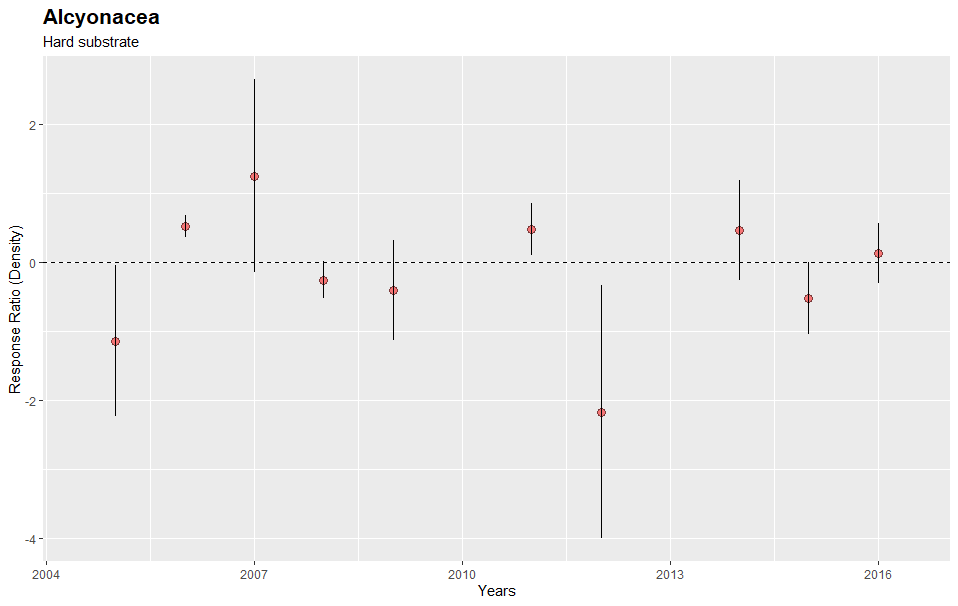 Alcyonacea
Hard substrate
Response Ratio (Density)
2
0
-2
-4
2004
2007
2010
2013
2016
Years